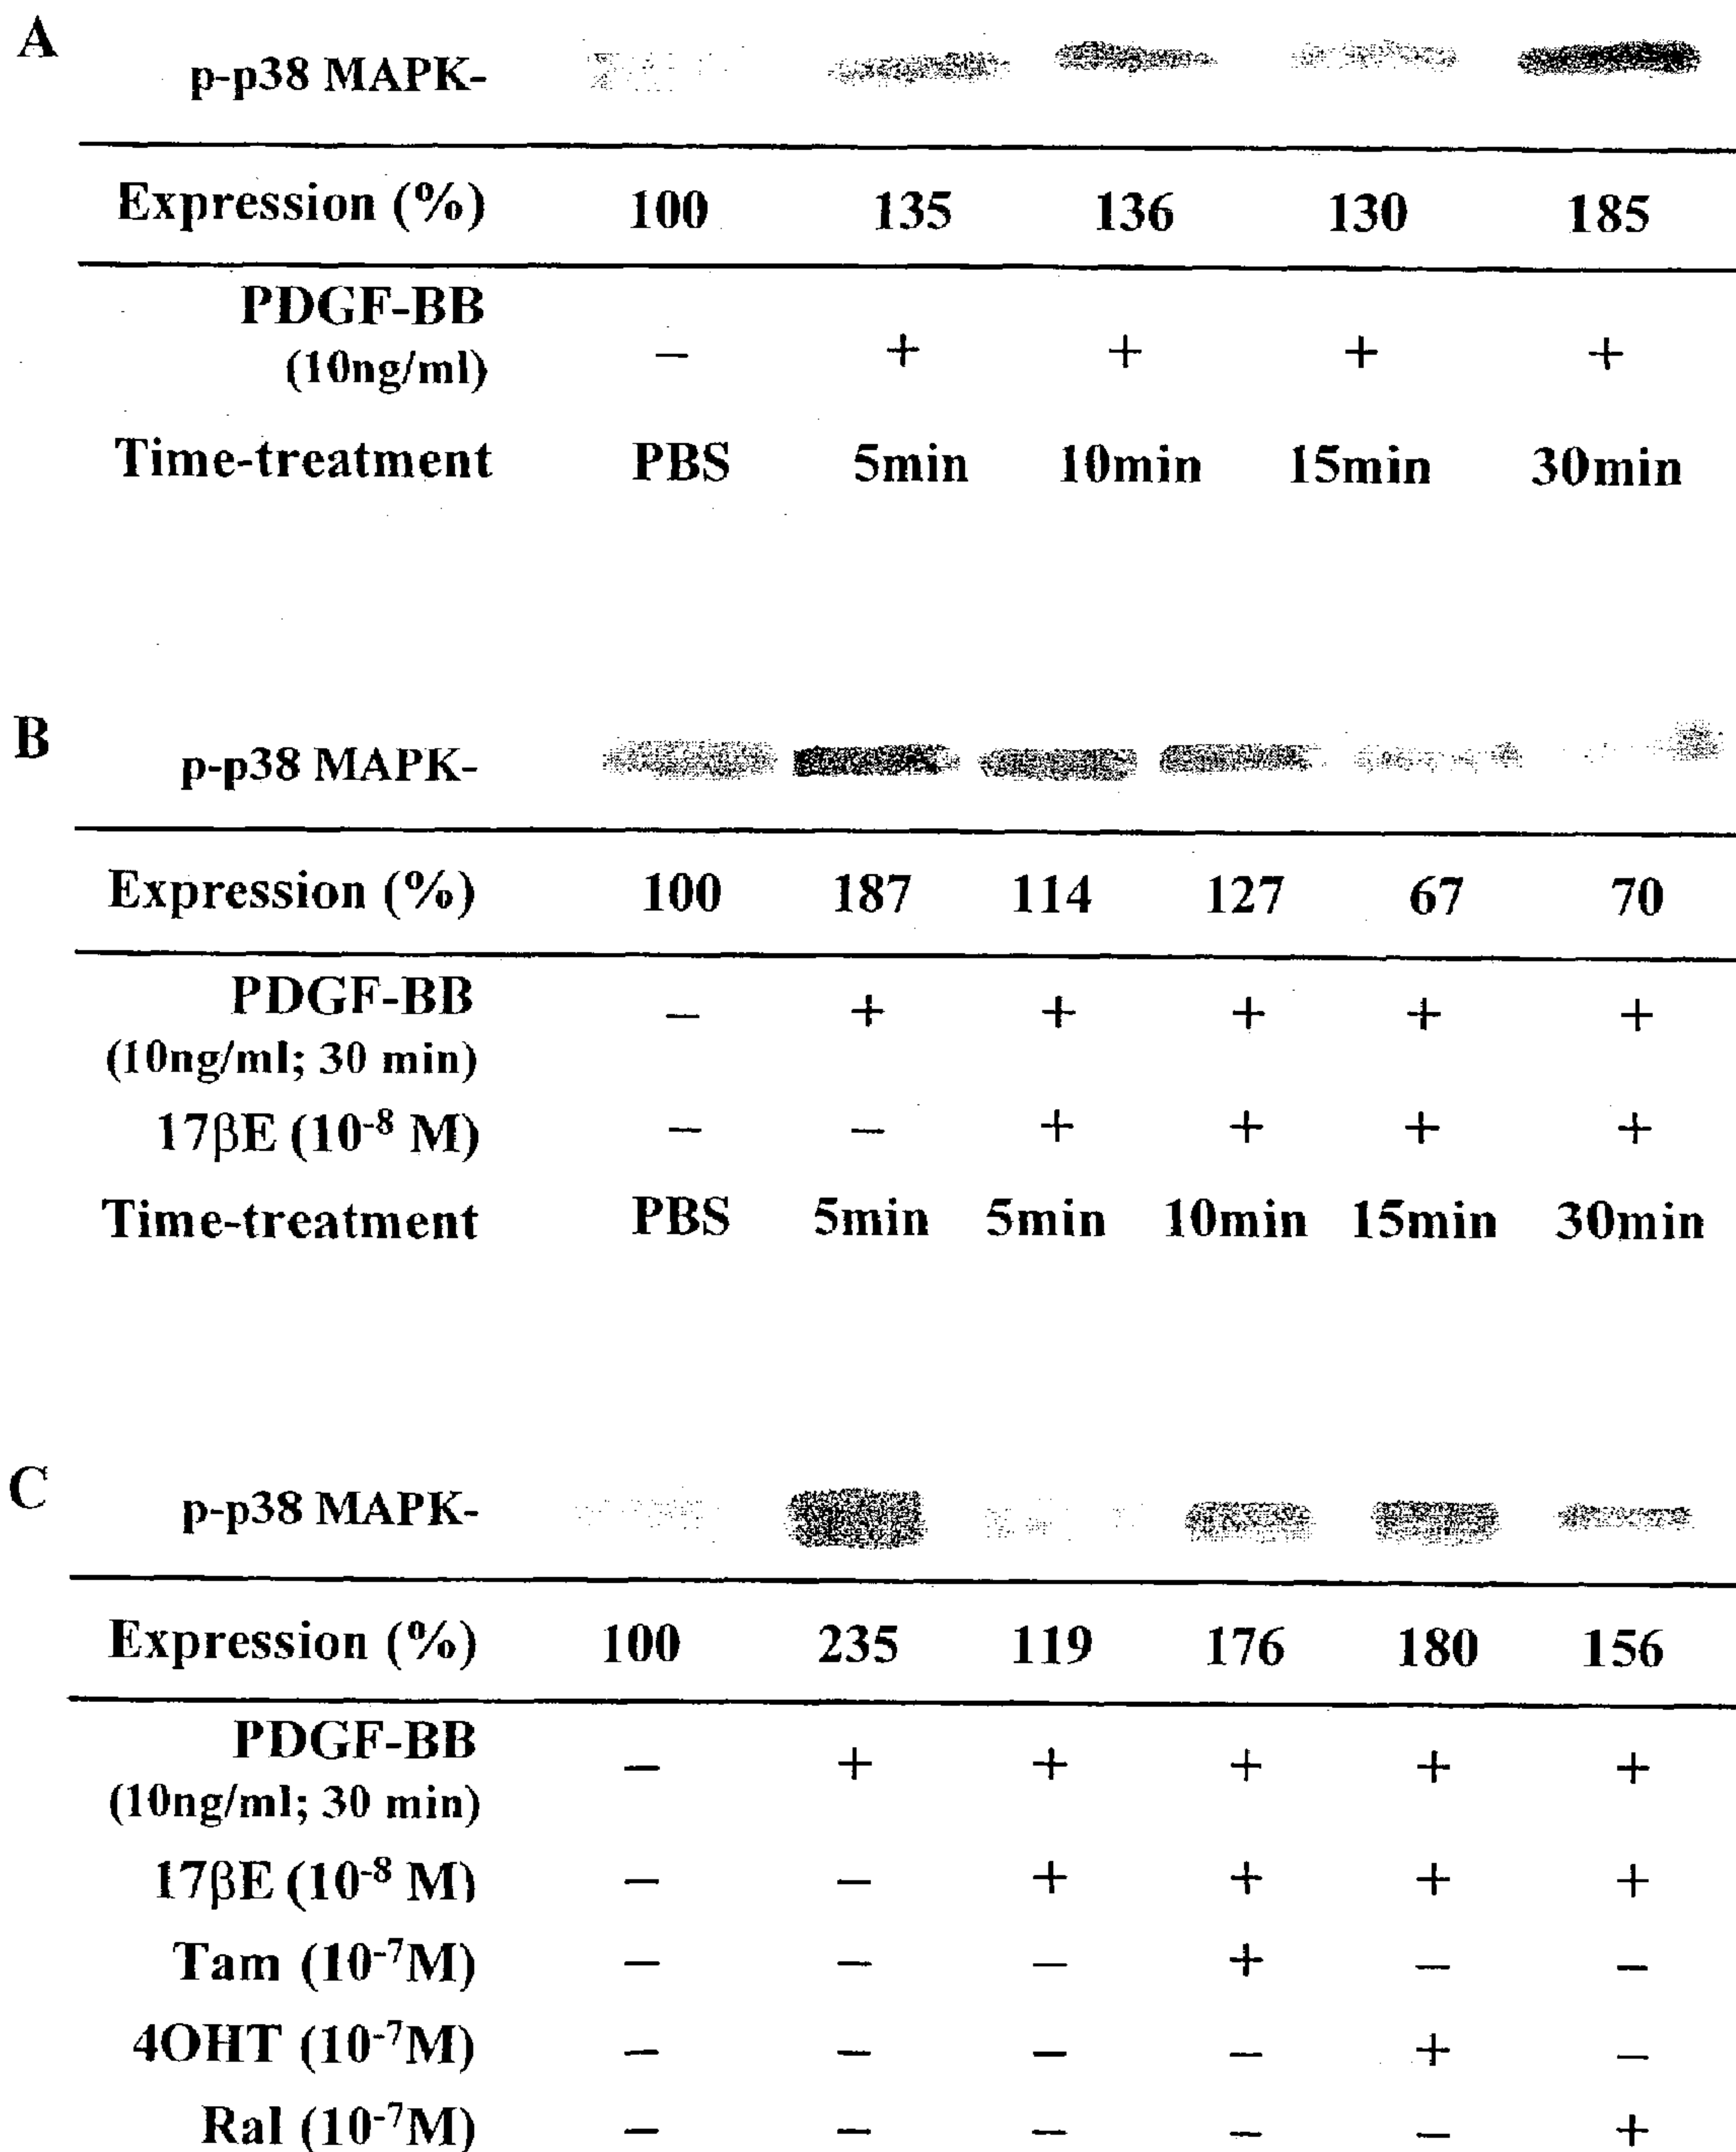 A
p-p38 MAPK-
Expression (%) 100 135 136 130 185
PDGF-BB
(10ng/ml) – + + + +
Time-treatment PBS 5min 10min 15min 30min
B
p-p38 MAPK-
Expression (%) 100 187 114 127 67 70
PDGF-BB – + + + + +
(10ng/ml; 30 min)
17βE (10⁻⁸ M) – – + + + +
Time-treatment PBS 5min 5min 10min 15min 30min
C
p-p38 MAPK-
Expression (%) 100 235 119 176 180 156
PDGF-BB – + + + + +
(10ng/ml; 30 min)
17βE (10⁻⁸ M) – – + + + +
Tam (10⁻⁷M) – – – + – –
4OHT (10⁻⁷M) – – – – + –
Ral (10⁻⁷M) – – – – – +